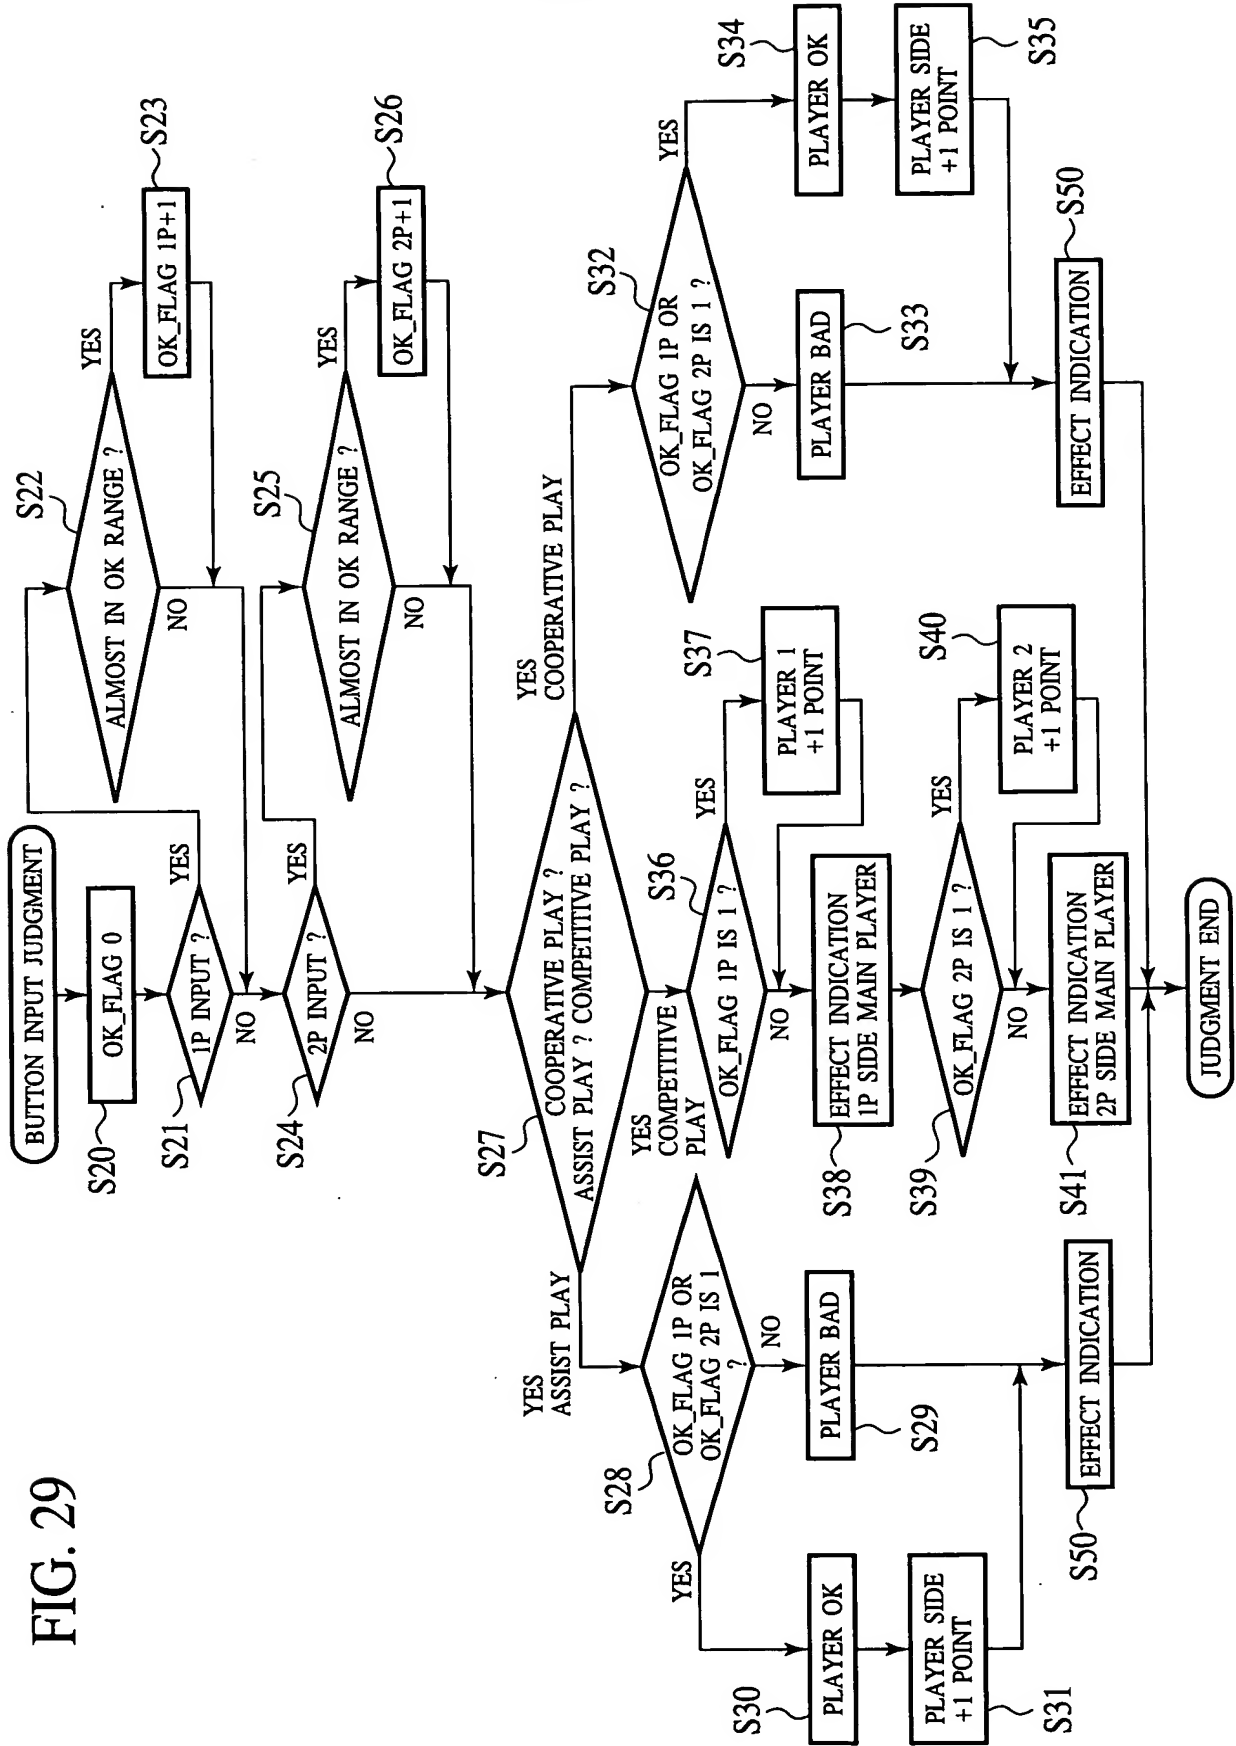 FIG. 29
BUTTON INPUT JUDGMENT
S20
OK_FLAG 0
S21
1P INPUT ?
YES
NO
S22
ALMOST IN OK RANGE ?
YES
NO
S23
OK_FLAG 1P+1
S24
2P INPUT ?
YES
NO
S25
ALMOST IN OK RANGE ?
YES
NO
S26
OK_FLAG 2P+1
S27
COOPERATIVE PLAY ?
ASSIST PLAY ? COMPETITIVE PLAY ?
YES
ASSIST PLAY
YES
COMPETITIVE
PLAY
YES
COOPERATIVE PLAY
S28
OK_FLAG 1P OR
OK_FLAG 2P IS 1
?
YES
NO
S30
PLAYER OK
S29
PLAYER BAD
S31
PLAYER SIDE
+1 POINT
S50
EFFECT INDICATION
S36
OK_FLAG 1P IS 1 ?
YES
NO
S37
PLAYER 1
+1 POINT
S38
EFFECT INDICATION
1P SIDE MAIN PLAYER
S39
OK_FLAG 2P IS 1 ?
YES
NO
S40
PLAYER 2
+1 POINT
S41
EFFECT INDICATION
2P SIDE MAIN PLAYER
S32
OK_FLAG 1P OR
OK_FLAG 2P IS 1 ?
YES
NO
S33
PLAYER BAD
S34
PLAYER OK
S35
PLAYER SIDE
+1 POINT
S50
EFFECT INDICATION
JUDGMENT END